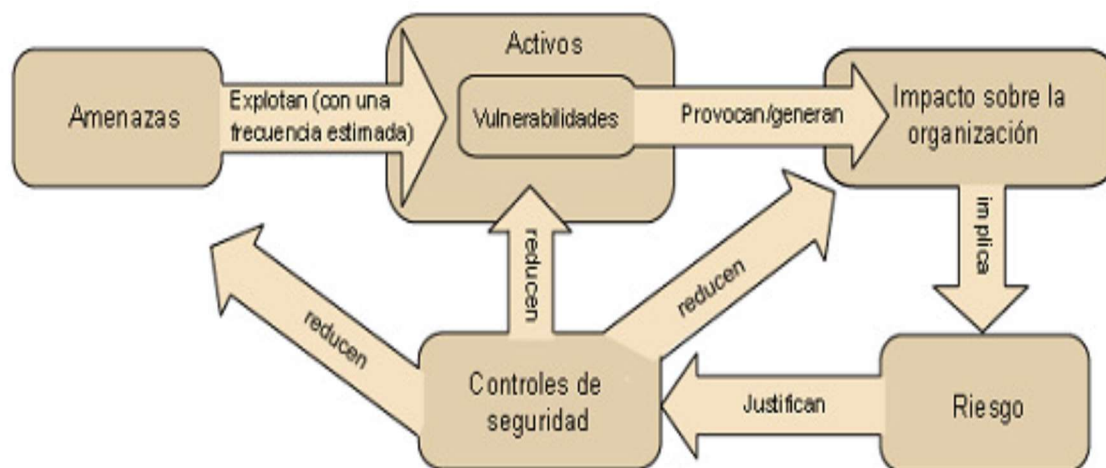 Activos
Amenazas
Explotan (con una
frecuencia estimada)
Vulnerabilidades
Provocan/generan
Impacto sobre la
organización
reducen
reducen
reducen
implica
Controles de
seguridad
Justifican
Riesgo